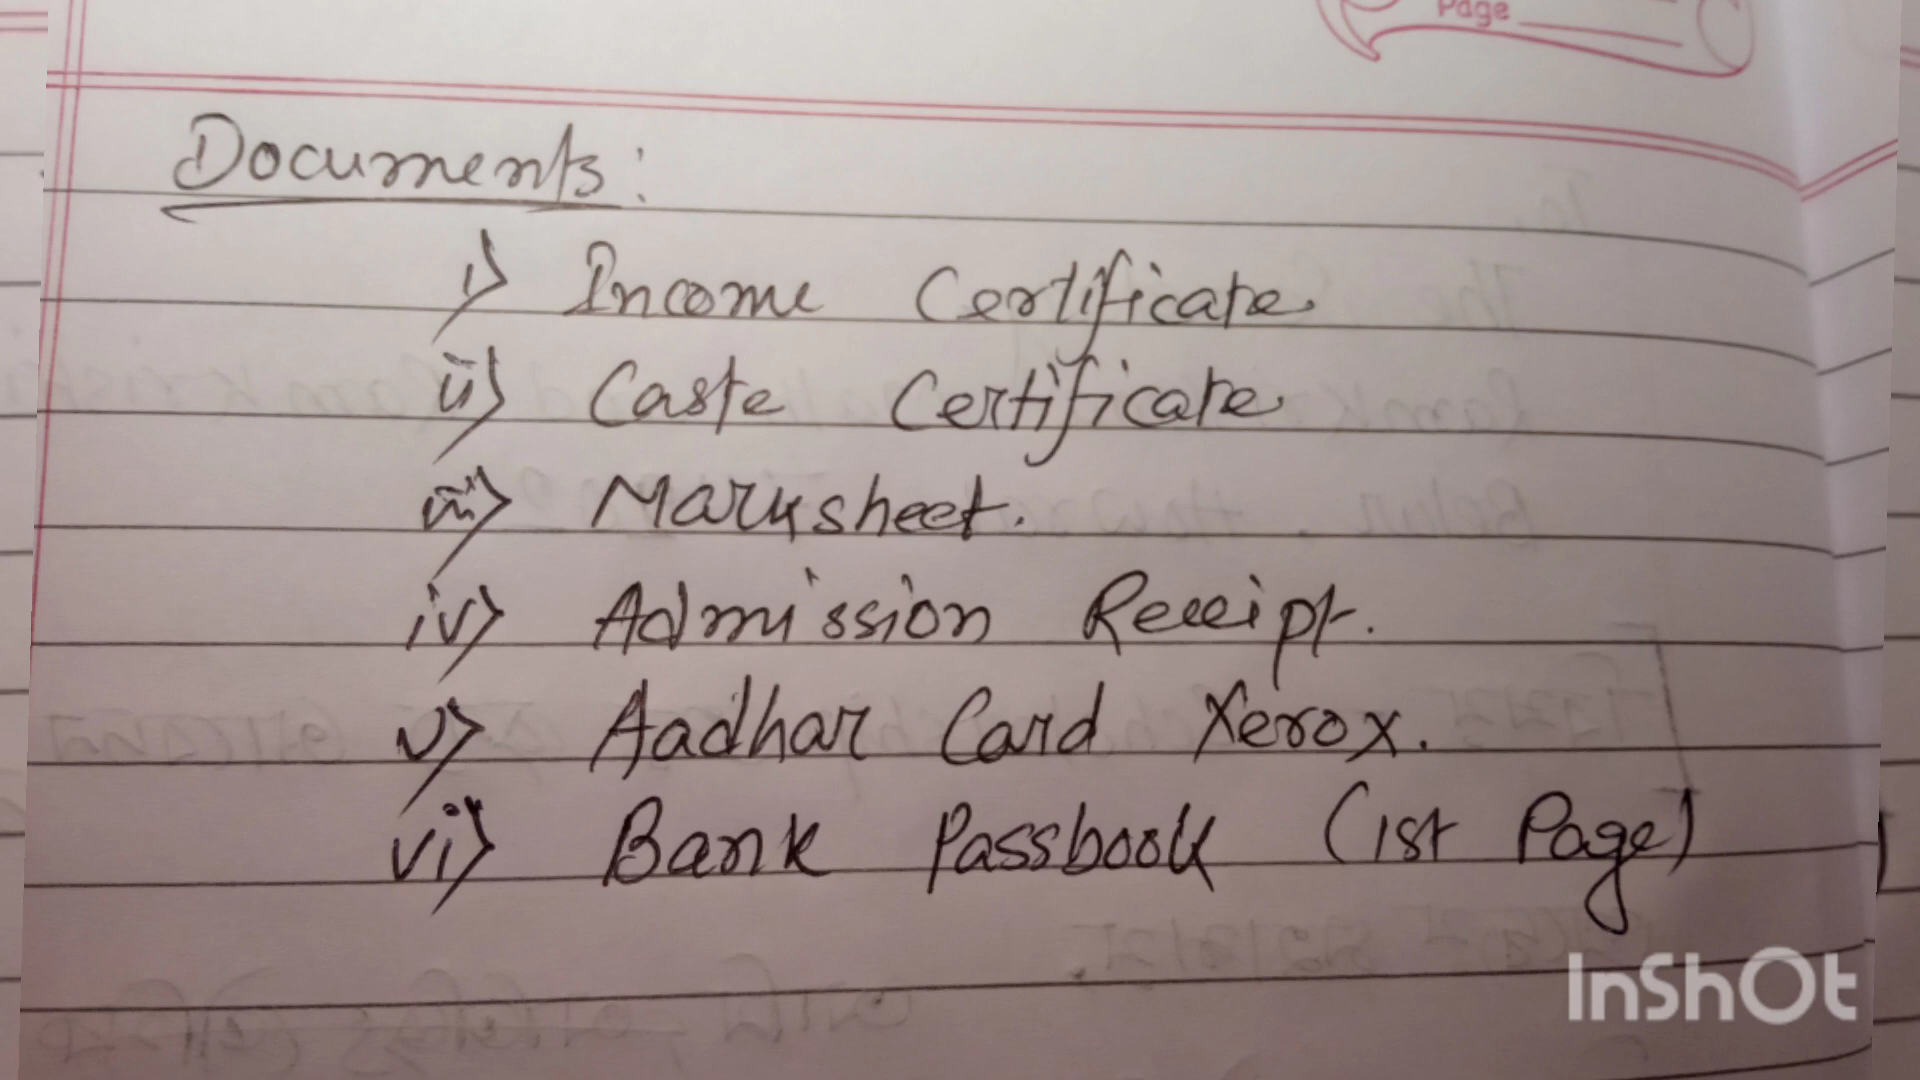 Page
Documents:
i) Income Certificate
ii) Caste Certificate
iii) Marksheet.
iv) Admission Receipt.
v) Aadhar Card Xerox.
vi) Bank Passbook (1st Page)
InShOt